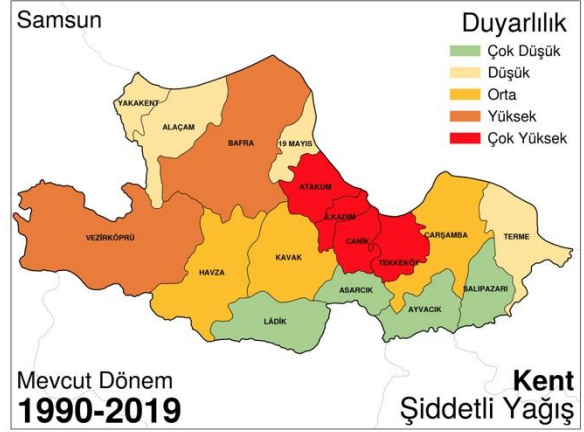 Samsun
Duyarlılık
Çok Düşük
Düşük
Orta
Yüksek
Çok Yüksek
YAKAKENT
ALAÇAM
BAFRA
19 MAYIS
ATAKUM
İLKADIM
CANİK
TEKKEKÖY
ÇARŞAMBA
TERME
VEZİRKÖPRÜ
HAVZA
KAVAK
ASARCIK
SALIPAZARI
AYVACIK
LÂDİK
Mevcut Dönem
1990-2019
Kent
Şiddetli Yağış